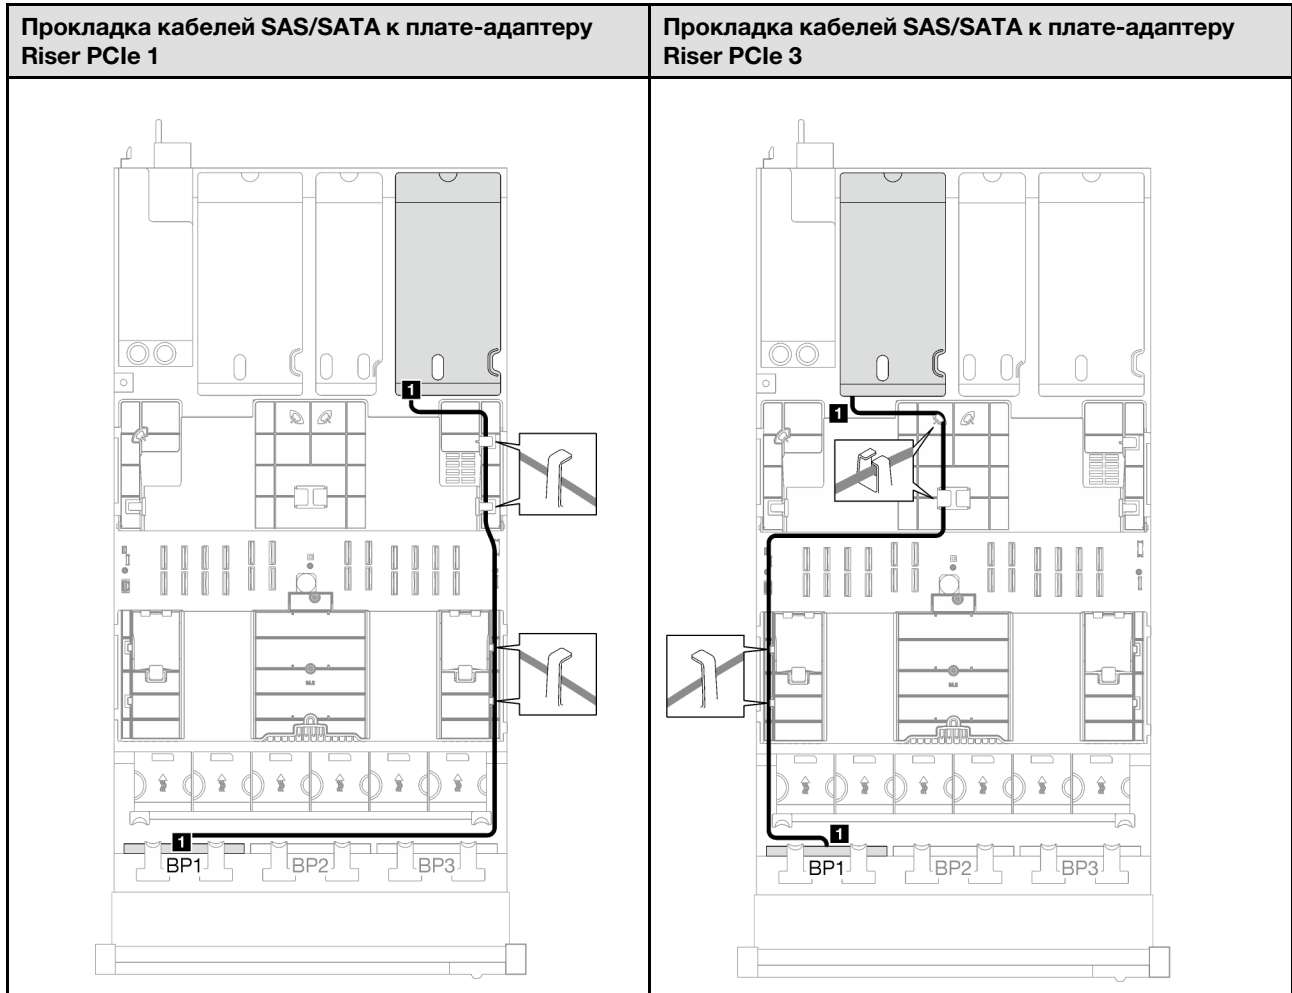 Прокладка кабелей SAS/SATA к плате-адаптеру
Riser PCIe 1
Прокладка кабелей SAS/SATA к плате-адаптеру
Riser PCIe 3
1
1
BP1
BP2
BP3
1
1
BP1
BP2
BP3